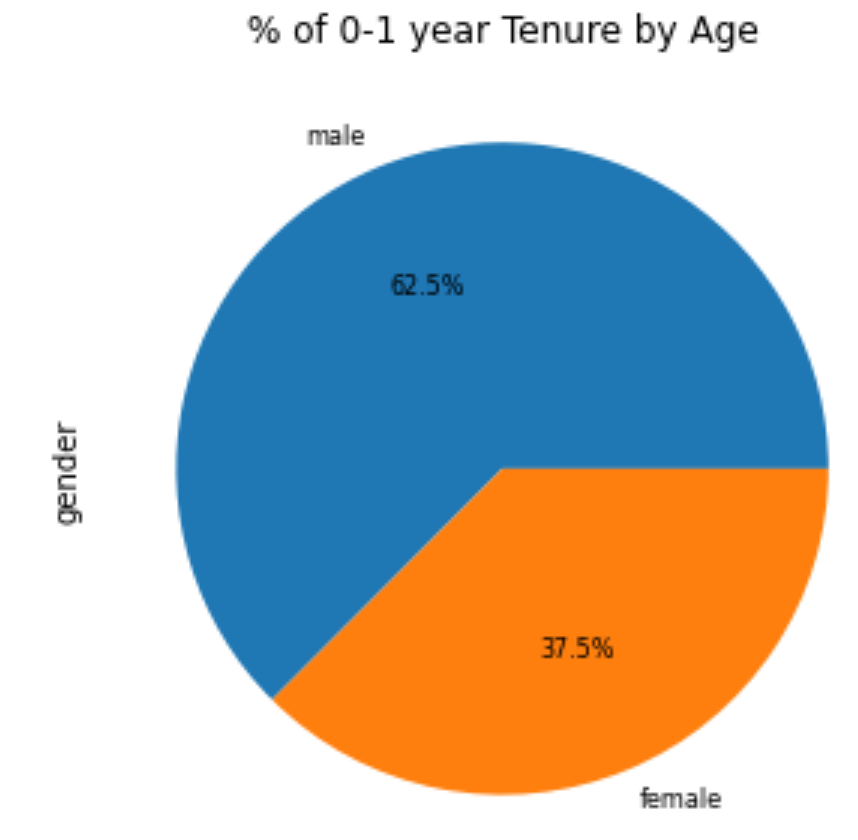 % of 0-1 year Tenure by Age
male
62.5%
gender
37.5%
female